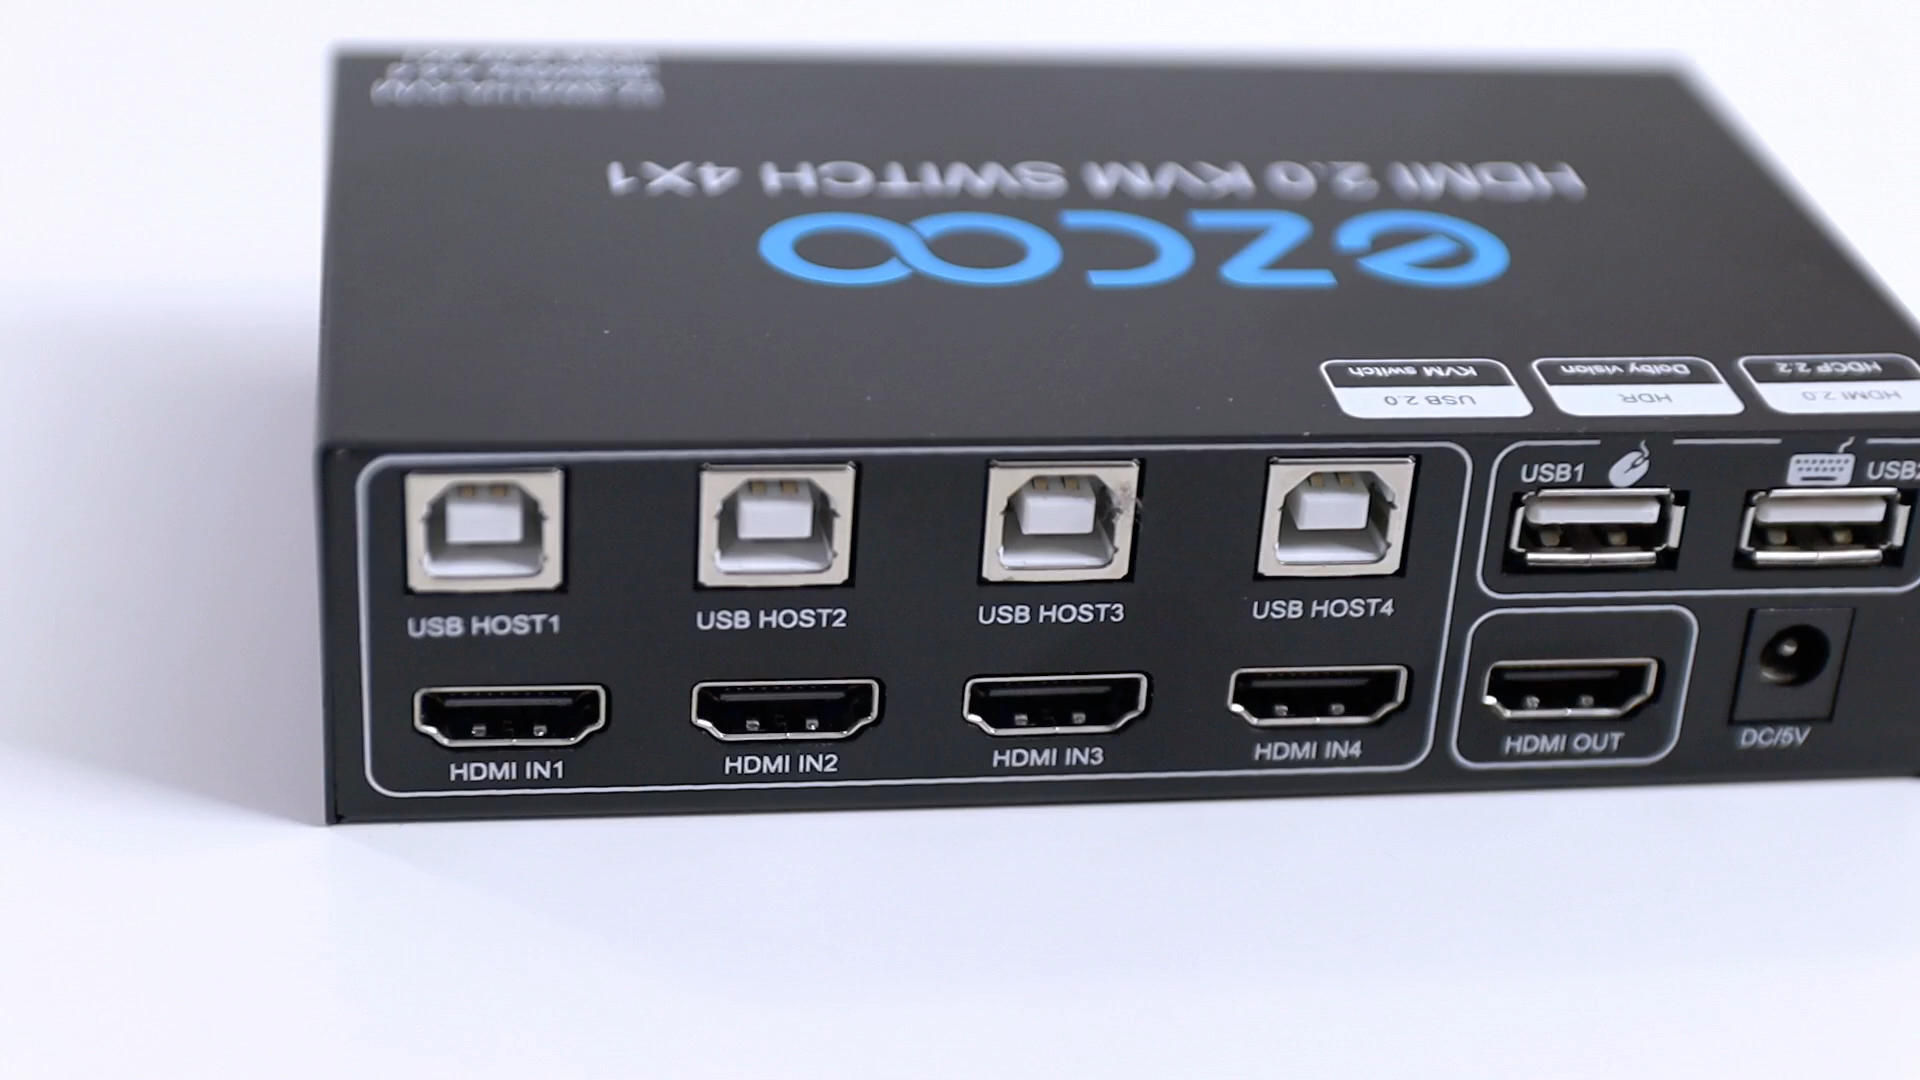 HDMI 2.0 KVM SWITCH 4X1
eZCOO
KVM switch
USB 2.0
Dolby vision
HDR
HDCP 2.2
HDMI 2.0
USB1
USB2
USB HOST1
USB HOST2
USB HOST3
USB HOST4
HDMI IN1
HDMI IN2
HDMI IN3
HDMI IN4
HDMI OUT
DC/5V